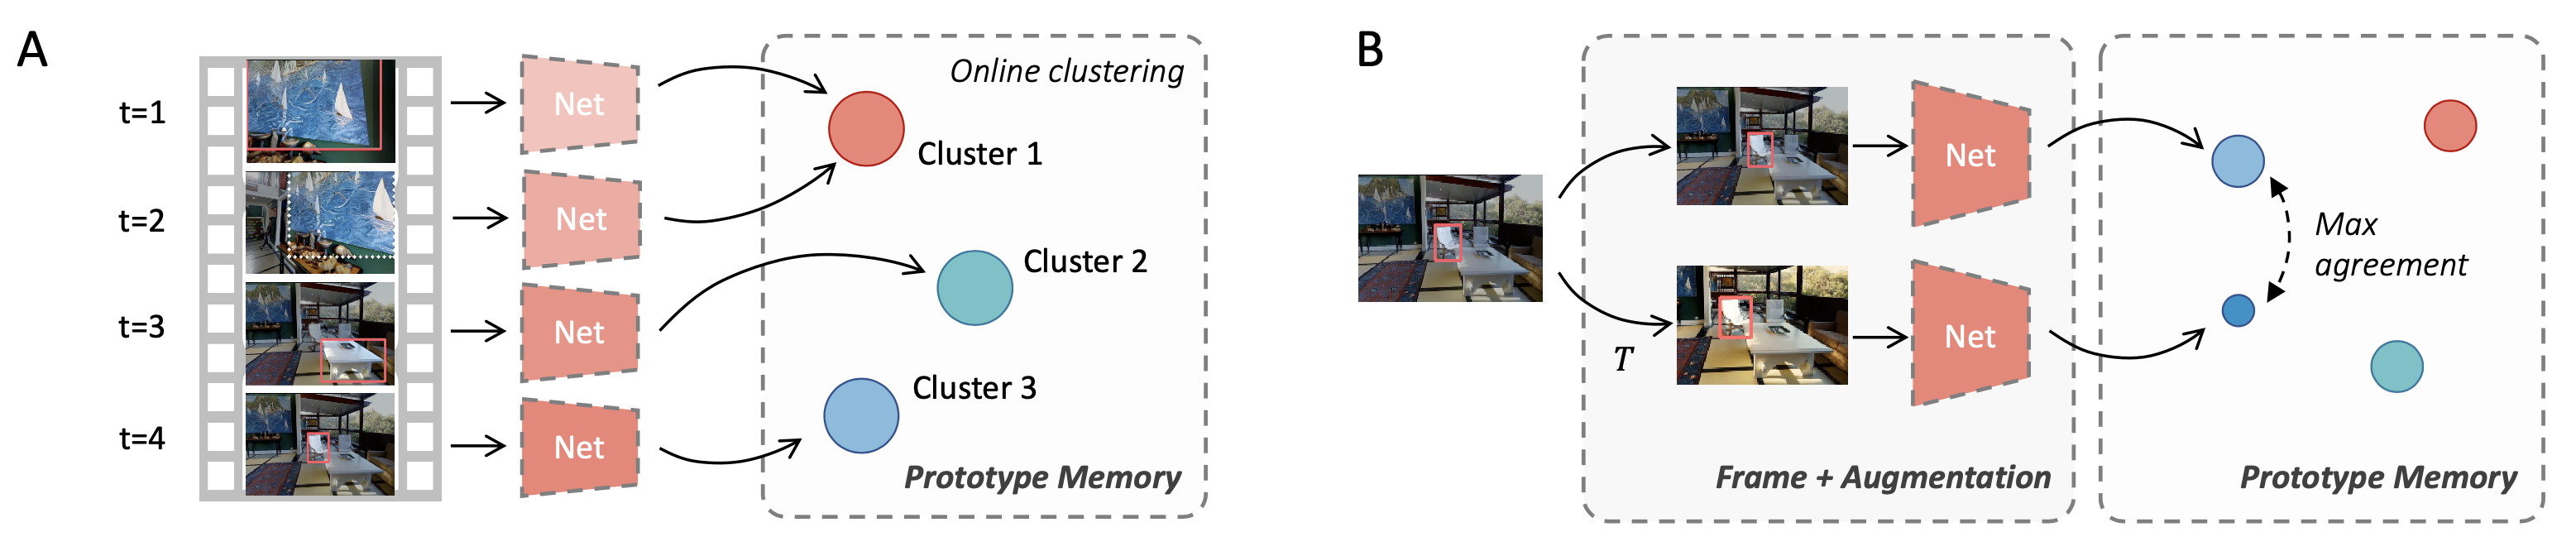 A
t=1
t=2
t=3
t=4
Net
Net
Net
Net
Online clustering
Cluster 1
Cluster 2
Cluster 3
Prototype Memory
B
T
Net
Net
Frame + Augmentation
Max
agreement
Prototype Memory